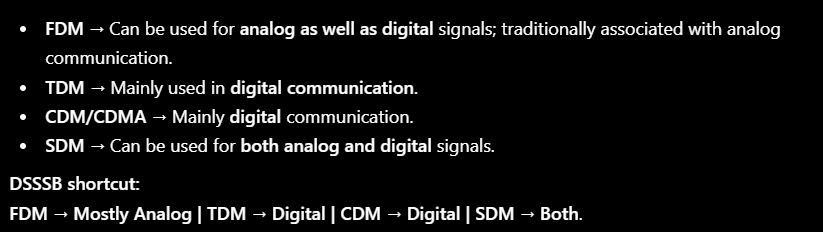 • FDM → Can be used for analog as well as digital signals; traditionally associated with analog
communication.
• TDM → Mainly used in digital communication.
• CDM/CDMA → Mainly digital communication.
• SDM → Can be used for both analog and digital signals.
DSSSB shortcut:
FDM → Mostly Analog | TDM → Digital | CDM → Digital | SDM → Both.